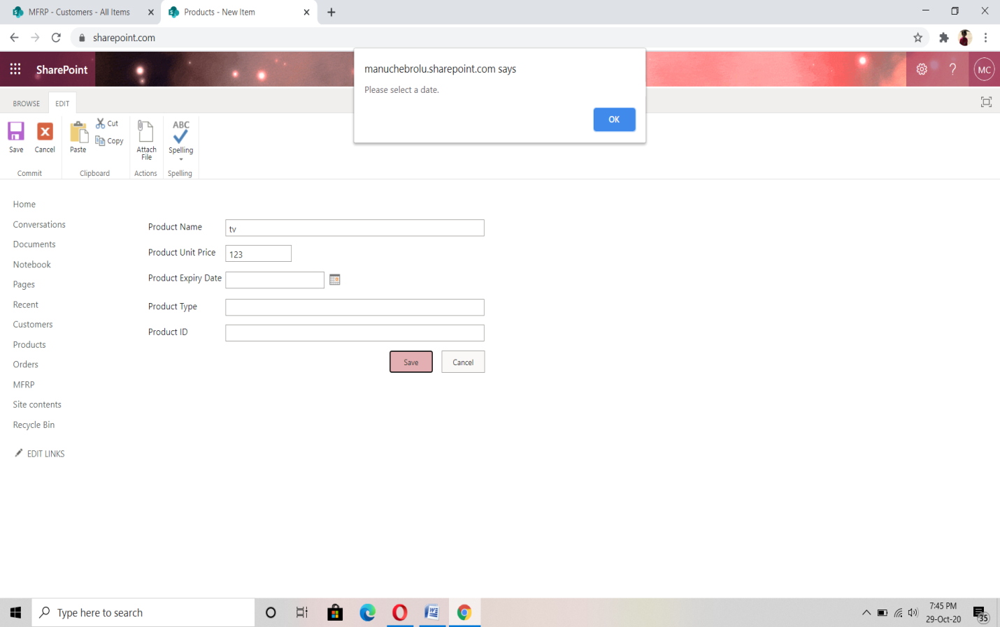 MFRP - Customers - All Items
Products - New Item
sharepoint.com
SharePoint
MC
manuchebrolu.sharepoint.com says
Please select a date.
OK
BROWSE
EDIT
Save
Cancel
Commit
Paste
Cut
Copy
Clipboard
Attach
File
Actions
ABC
Spelling
Spelling
Home
Conversations
Documents
Notebook
Pages
Recent
Customers
Products
Orders
MFRP
Site contents
Recycle Bin
EDIT LINKS
Product Name tv
Product Unit Price 123
Product Expiry Date
Product Type
Product ID
Save
Cancel
Type here to search
7:45 PM
29-Oct-20
35